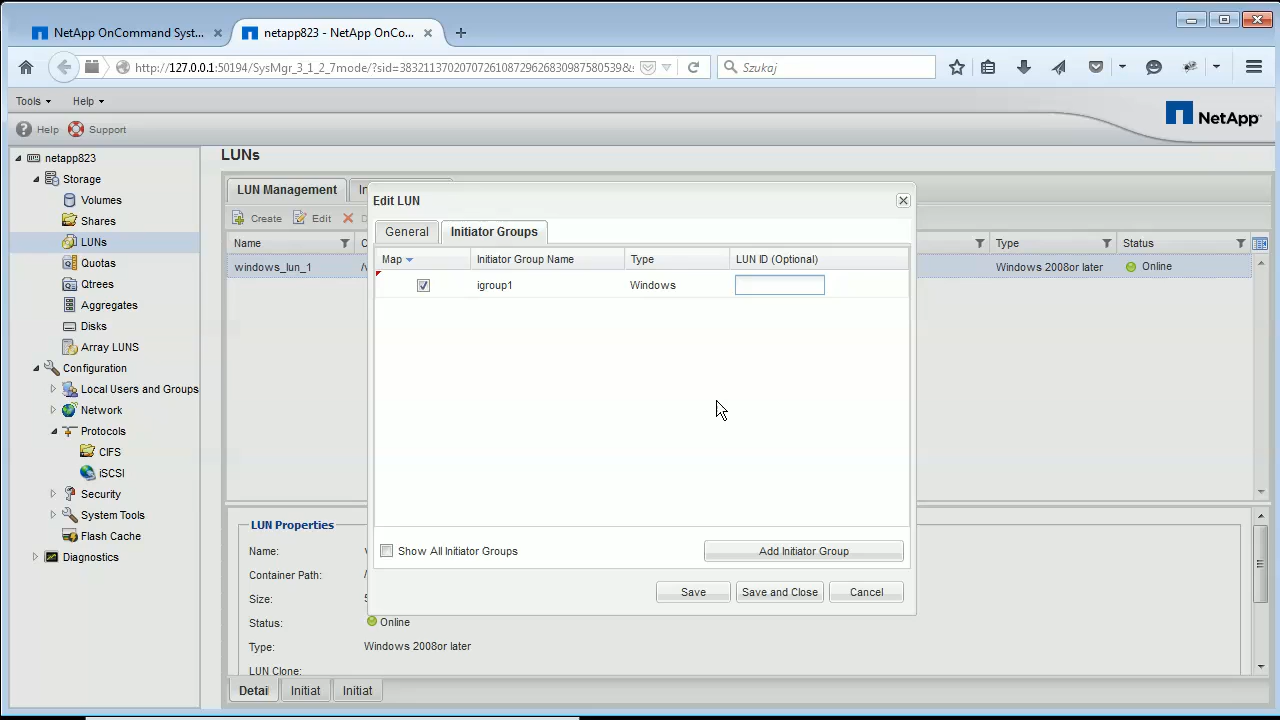 NetApp OnCommand Syst...
netapp823 - NetApp OnCo...
http://127.0.0.1:50194/SysMgr_3_1_2_7mode/?sid=3832113702070726108729626830987580539&
Szukaj
Tools
Help
NetApp
Help
Support
netapp823
Storage
Volumes
Shares
LUNs
Quotas
Qtrees
Aggregates
Disks
Array LUNS
Configuration
Local Users and Groups
Network
Protocols
CIFS
iSCSI
Security
System Tools
Flash Cache
Diagnostics
LUNs
LUN Management
Create
Edit
Name
Type
Status
windows_lun_1
Windows 2008or later
Online
Edit LUN
General
Initiator Groups
Map
Initiator Group Name
Type
LUN ID (Optional)
igroup1
Windows
Show All Initiator Groups
Add Initiator Group
Save
Save and Close
Cancel
LUN Properties
Name:
Container Path:
Size:
Status:
Online
Type:
Windows 2008or later
LUN Clone:
Detai
Initiat
Initiat